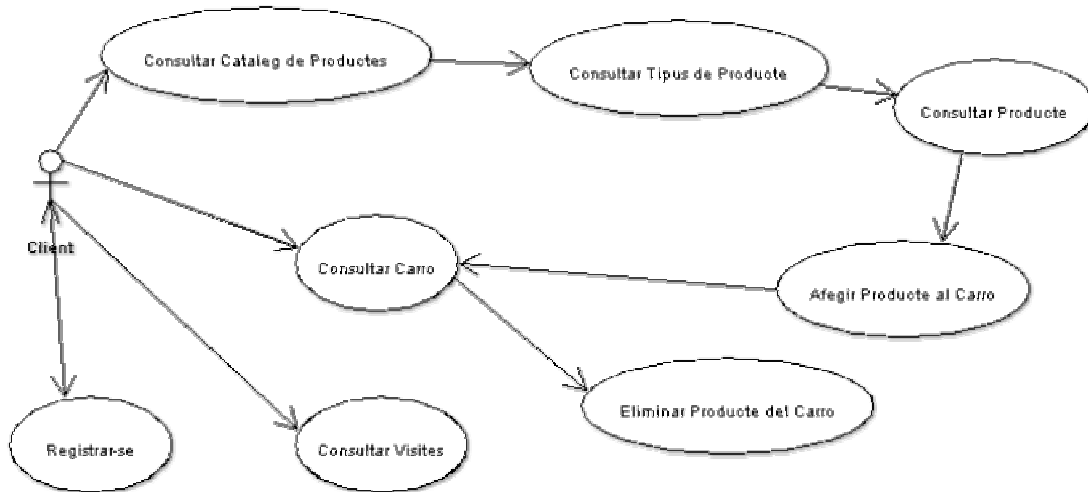 Consultar Cataleg de Productes
Consultar Tipus de Producte
Consultar Producte
Client
Consultar Carro
Afegir Producte al Carro
Eliminar Producte del Carro
Registrar-se
Consultar Visites